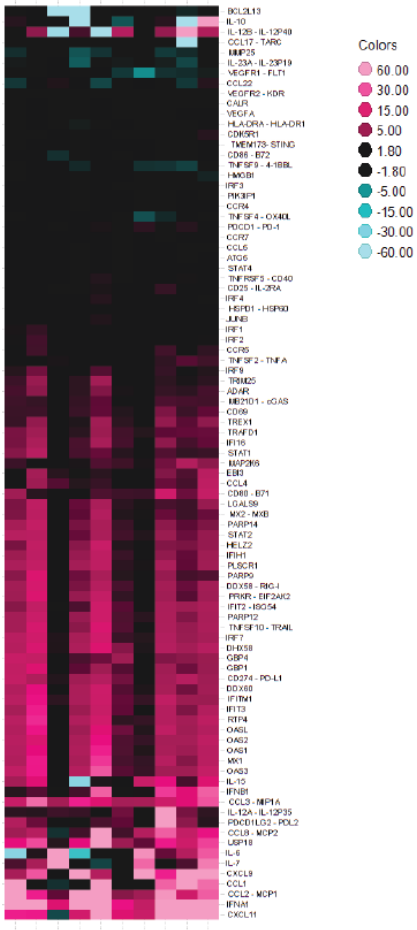 BCL2L13
IL-10
IL-12B - IL-12P40
CCL17 - TARC
MMP25
IL-23A - IL-23P19
VEGFR1 - FLT1
CCL22
VEGFR2 - KDR
CALR
VEGFA
HLA-DRA - HLA-DR1
CDK5R1
TMEM173- STING
CD86 - B72
TNFSF9 - 4-1BBL
HMGB1
IRF3
PIK3IP1
CCR4
TNFSF4 - OX40L
PDCD1 - PD-1
CCR7
CCL5
ATG5
STAT4
TNFRSF5 - CD40
CD25 - IL-2RA
IRF4
HSPD1 - HSP60
JUNB
IRF1
IRF2
CCR5
TNFSF2 - TNFA
IRF9
TRIM25
ADAR
MB21D1 - cGAS
CD69
TREX1
TRAFD1
IFI16
STAT1
MAP2K6
EBI3
CCL4
CD80 - B71
LGALS9
MX2 - MXB
PARP14
STAT2
HELZ2
IFIH1
PLSCR1
PARP9
DDX58 - RIG-I
PRKR - EIF2AK2
IFIT2 - ISG54
PARP12
TNFSF10 - TRAIL
IRF7
DHX58
GBP4
GBP1
CD274 - PD-L1
DDX60
IFITM1
IFIT3
RTP4
OASL
OAS2
OAS1
MX1
OAS3
IL-15
IFNB1
CCL3 - MIP1A
IL-12A - IL-12P35
PDCD1LG2 - PDL2
CCL8 - MCP2
USP18
IL-6
IL-7
CXCL9
CCL1
CCL2 - MCP1
IFNA1
CXCL11
Colors
60.00
30.00
15.00
5.00
1.80
-1.80
-5.00
-15.00
-30.00
-60.00